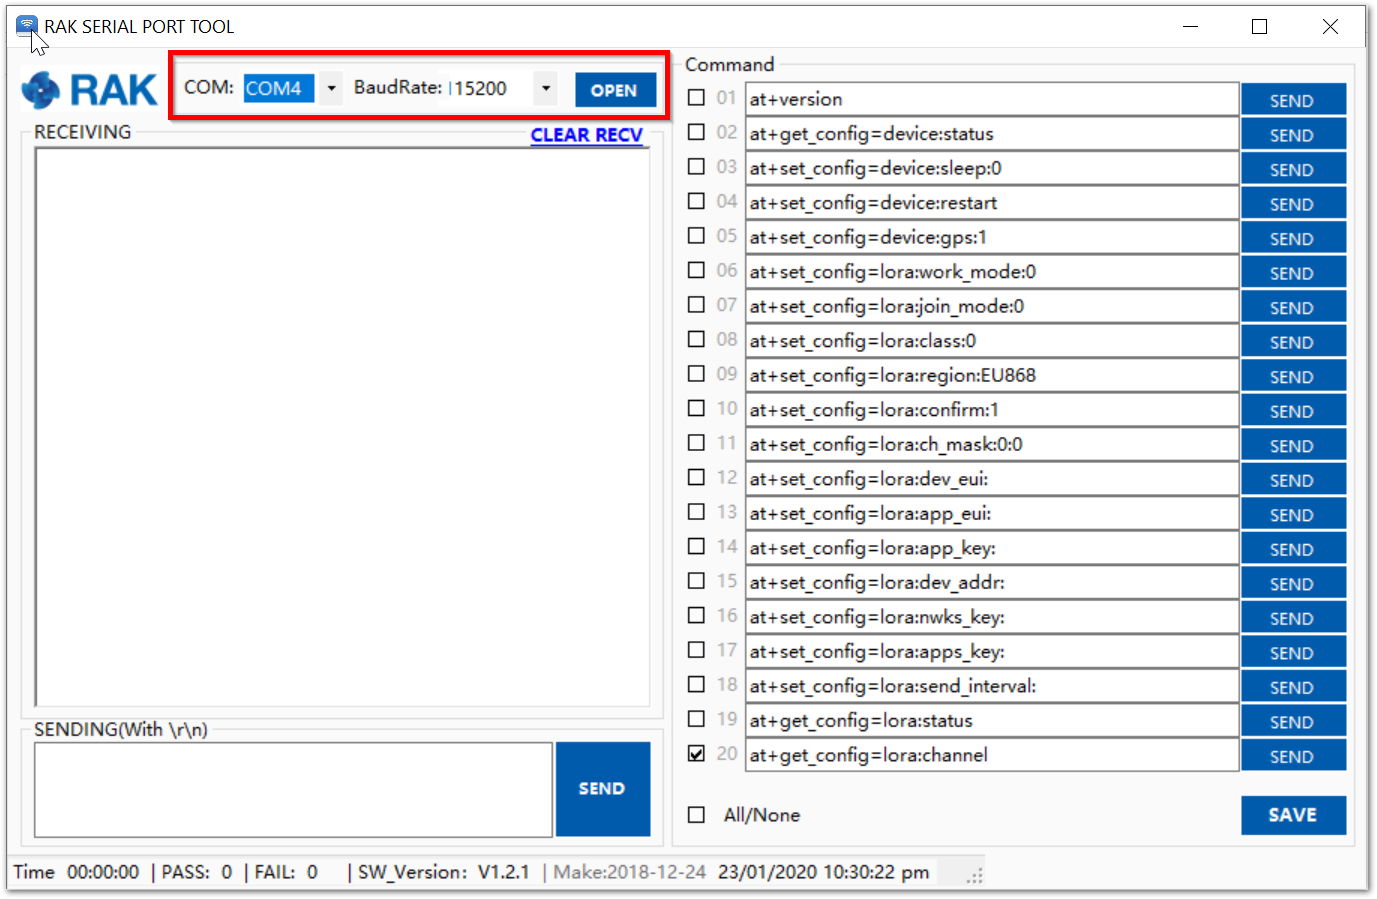 RAK SERIAL PORT TOOL
RAK
COM: COM4 BaudRate: 115200 OPEN
RECEIVING CLEAR RECV
SENDING(With \r\n)
SEND
Command
01 at+version SEND
02 at+get_config=device:status SEND
03 at+set_config=device:sleep:0 SEND
04 at+set_config=device:restart SEND
05 at+set_config=device:gps:1 SEND
06 at+set_config=lora:work_mode:0 SEND
07 at+set_config=lora:join_mode:0 SEND
08 at+set_config=lora:class:0 SEND
09 at+set_config=lora:region:EU868 SEND
10 at+set_config=lora:confirm:1 SEND
11 at+set_config=lora:ch_mask:0:0 SEND
12 at+set_config=lora:dev_eui: SEND
13 at+set_config=lora:app_eui: SEND
14 at+set_config=lora:app_key: SEND
15 at+set_config=lora:dev_addr: SEND
16 at+set_config=lora:nwks_key: SEND
17 at+set_config=lora:apps_key: SEND
18 at+set_config=lora:send_interval: SEND
19 at+get_config=lora:status SEND
20 at+get_config=lora:channel SEND
All/None SAVE
Time 00:00:00 | PASS: 0 | FAIL: 0 | SW_Version: V1.2.1 | Make:2018-12-24 23/01/2020 10:30:22 pm